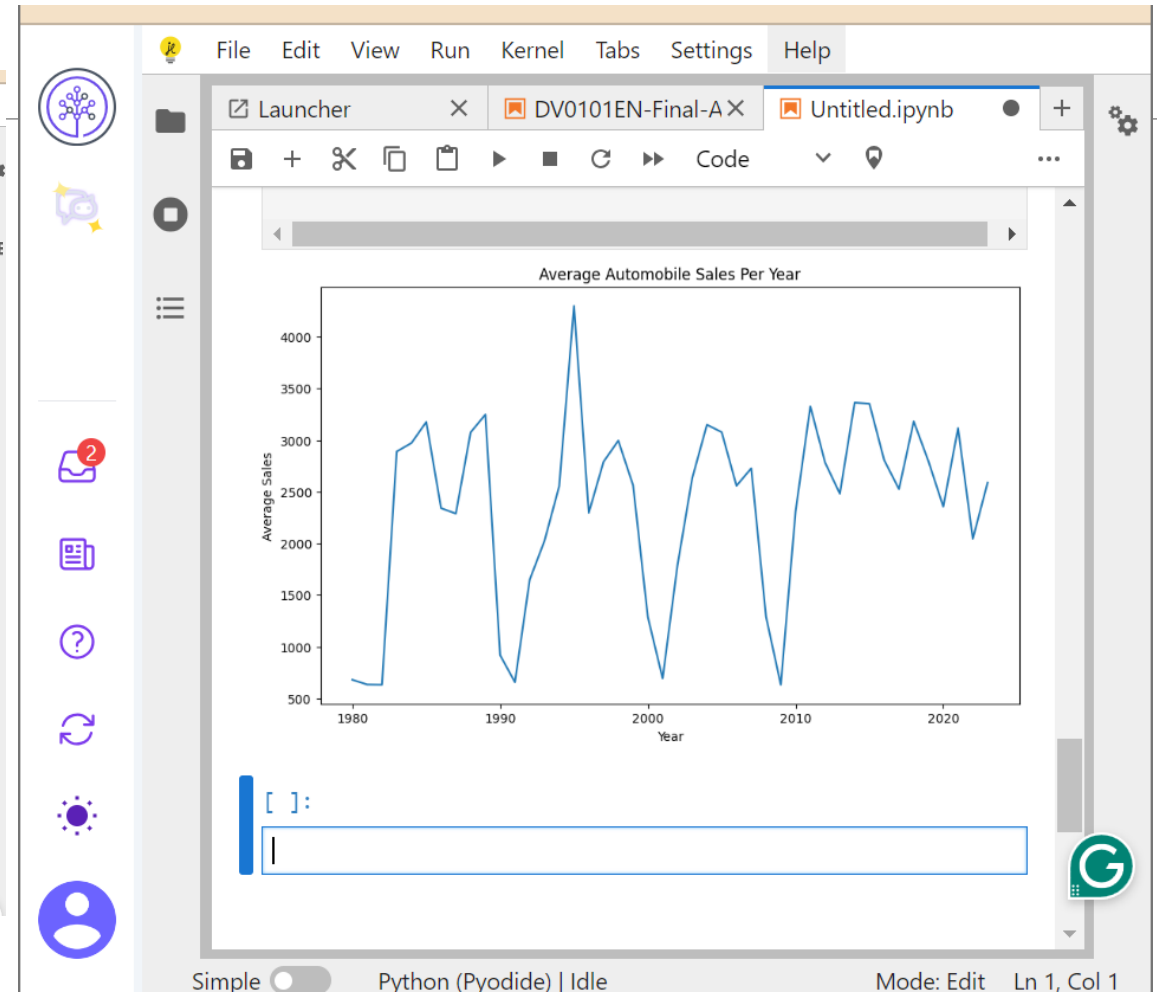 File Edit View Run Kernel Tabs Settings Help
Launcher DV0101EN-Final-A Untitled.ipynb
Code
Average Automobile Sales Per Year
4000
3500
3000
2500
2000
1500
1000
500
Average Sales
1980 1990 2000 2010 2020
Year
[ ]:
2
Simple Python (Pyodide) | Idle Mode: Edit Ln 1, Col 1